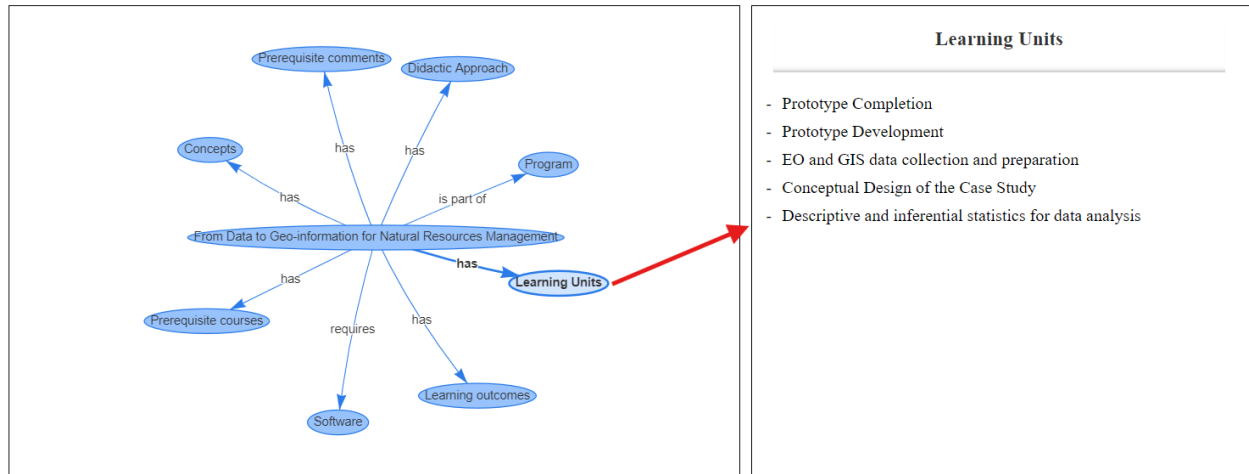 Prerequisite comments
Didactic Approach
has
has
Concepts
Program
has
is part of
From Data to Geo-information for Natural Resources Management
has
Learning Units
has
Prerequisite courses
requires
has
Learning outcomes
Software
Learning Units
- Prototype Completion
- Prototype Development
- EO and GIS data collection and preparation
- Conceptual Design of the Case Study
- Descriptive and inferential statistics for data analysis